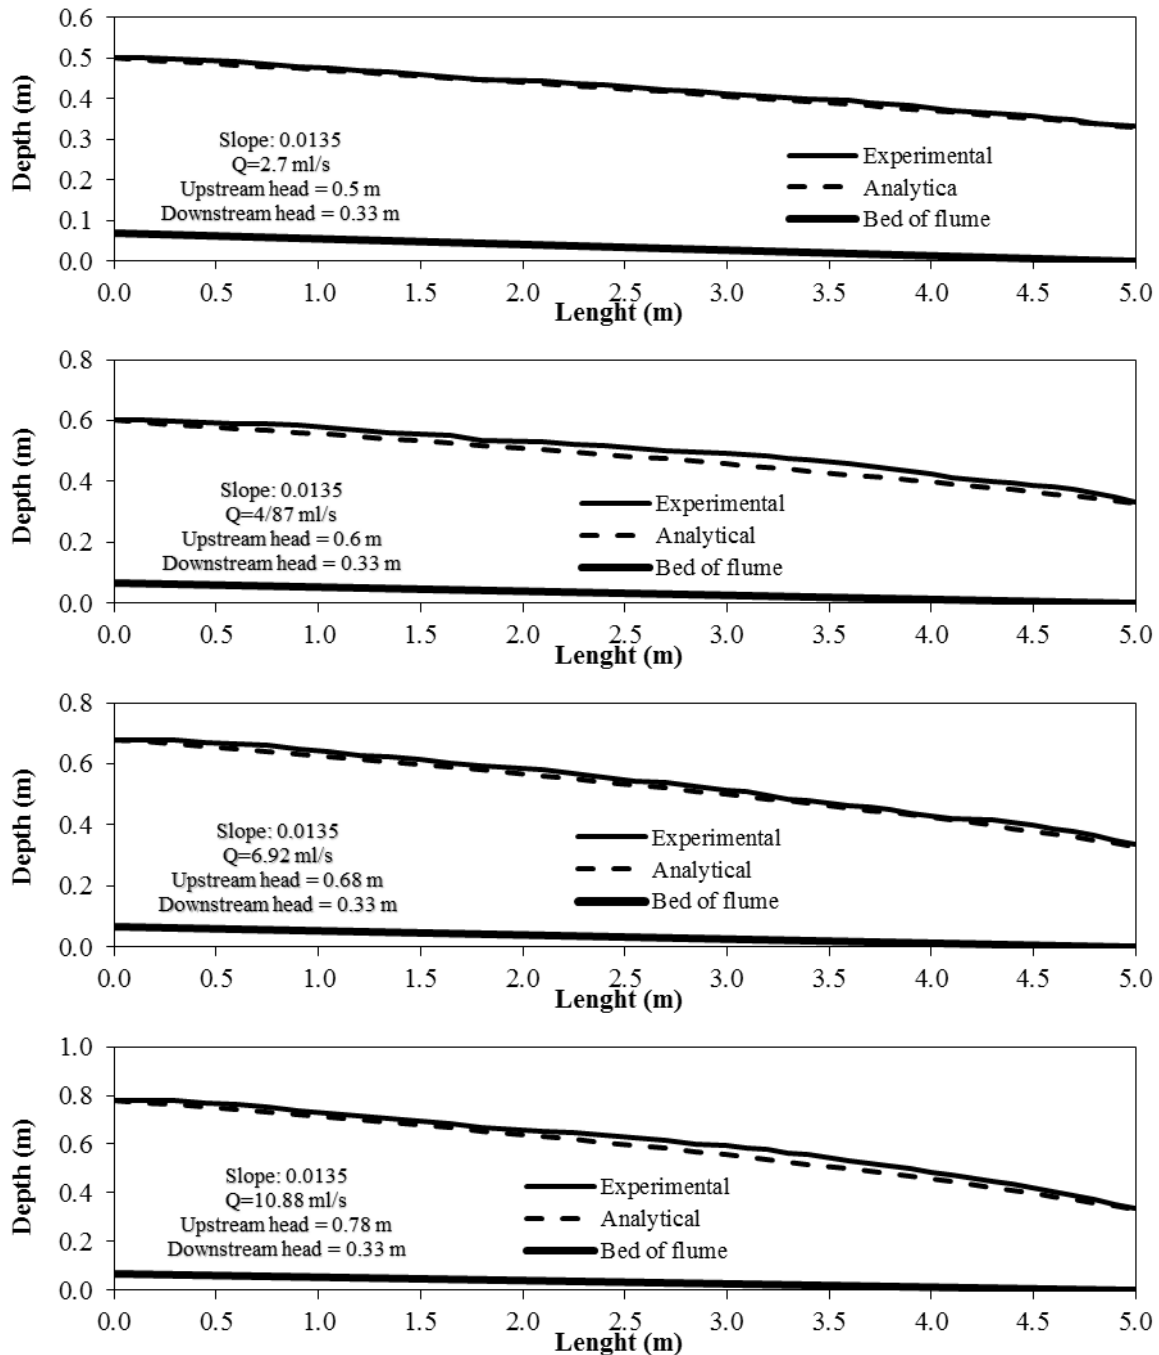 0.6
0.5
0.4
0.3
0.2
0.1
0.0
Depth (m)
Slope: 0.0135
Q=2.7 ml/s
Upstream head = 0.5 m
Downstream head = 0.33 m
Experimental
Analytica
Bed of flume
0.0 0.5 1.0 1.5 2.0 2.5 3.0 3.5 4.0 4.5 5.0
Lenght (m)
0.8
0.6
0.4
0.2
0.0
Depth (m)
Slope: 0.0135
Q=4/87 ml/s
Upstream head = 0.6 m
Downstream head = 0.33 m
Experimental
Analytical
Bed of flume
0.0 0.5 1.0 1.5 2.0 2.5 3.0 3.5 4.0 4.5 5.0
Lenght (m)
0.8
0.6
0.4
0.2
0.0
Depth (m)
Slope: 0.0135
Q=6.92 ml/s
Upstream head = 0.68 m
Downstream head = 0.33 m
Experimental
Analytical
Bed of flume
0.0 0.5 1.0 1.5 2.0 2.5 3.0 3.5 4.0 4.5 5.0
Lenght (m)
1.0
0.8
0.6
0.4
0.2
0.0
Depth (m)
Slope: 0.0135
Q=10.88 ml/s
Upstream head = 0.78 m
Downstream head = 0.33 m
Experimental
Analytical
Bed of flume
0.0 0.5 1.0 1.5 2.0 2.5 3.0 3.5 4.0 4.5 5.0
Lenght (m)